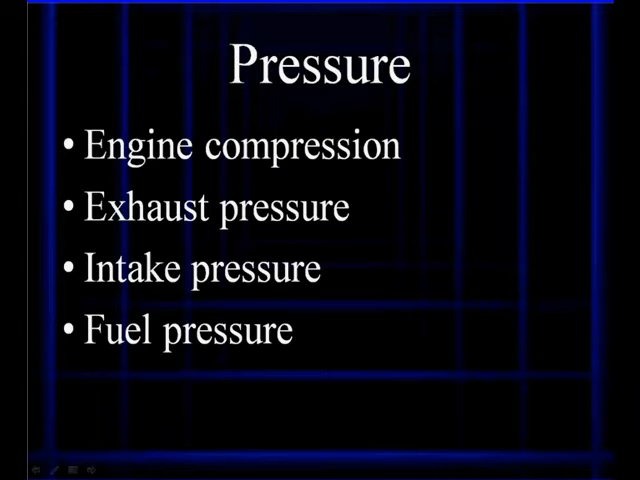 Pressure
• Engine compression
• Exhaust pressure
• Intake pressure
• Fuel pressure